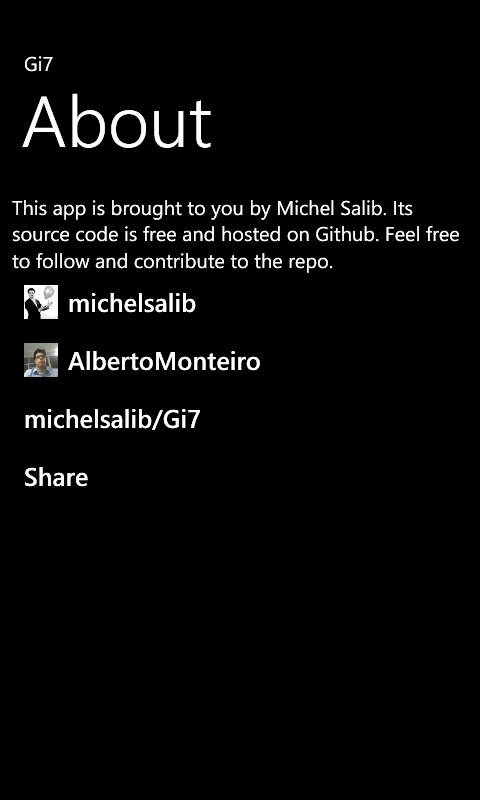 Gi7
About
This app is brought to you by Michel Salib. Its
source code is free and hosted on Github. Feel free
to follow and contribute to the repo.
michelsalib
AlbertoMonteiro
michelsalib/Gi7
Share